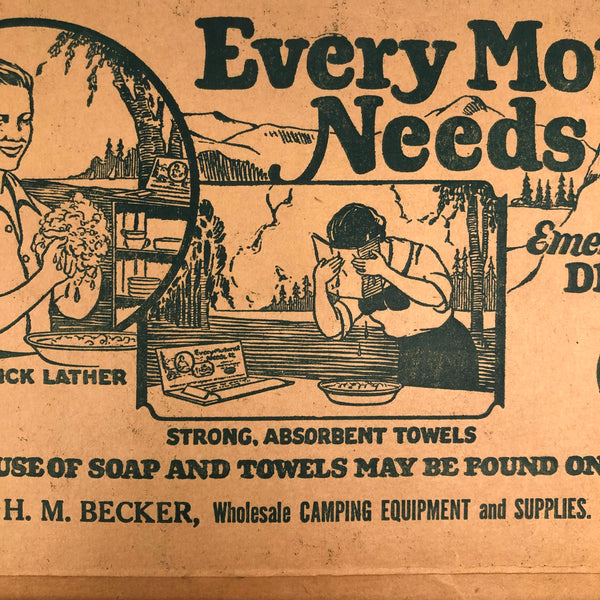 Every Mo
Needs
Eme
D
ICK LATHER
STRONG, ABSORBENT TOWELS
USE OF SOAP AND TOWELS MAY BE FOUND ON
H. M. BECKER, Wholesale CAMPING EQUIPMENT and SUPPLIES.